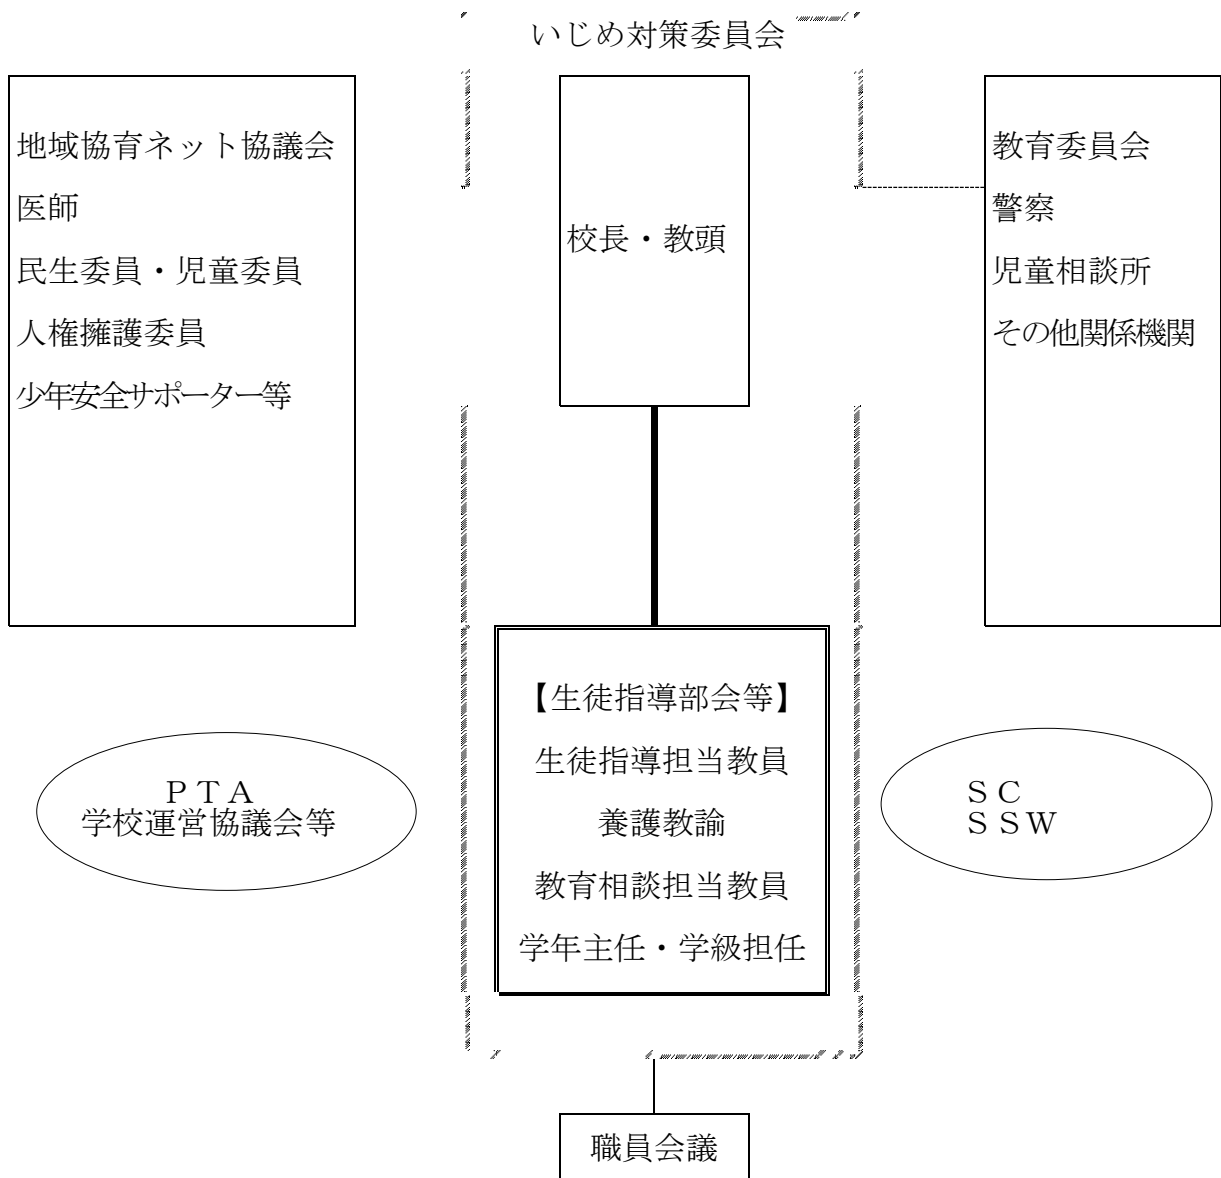 いじめ対策委員会
地域協育ネット協議会
医師
民生委員・児童委員
人権擁護委員
少年安全サポーター等
校長・教頭
教育委員会
警察
児童相談所
その他関係機関
【生徒指導部会等】
生徒指導担当教員
養護教諭
教育相談担当教員
学年主任・学級担任
ＰＴＡ
学校運営協議会等
ＳＣ
ＳＳＷ
職員会議